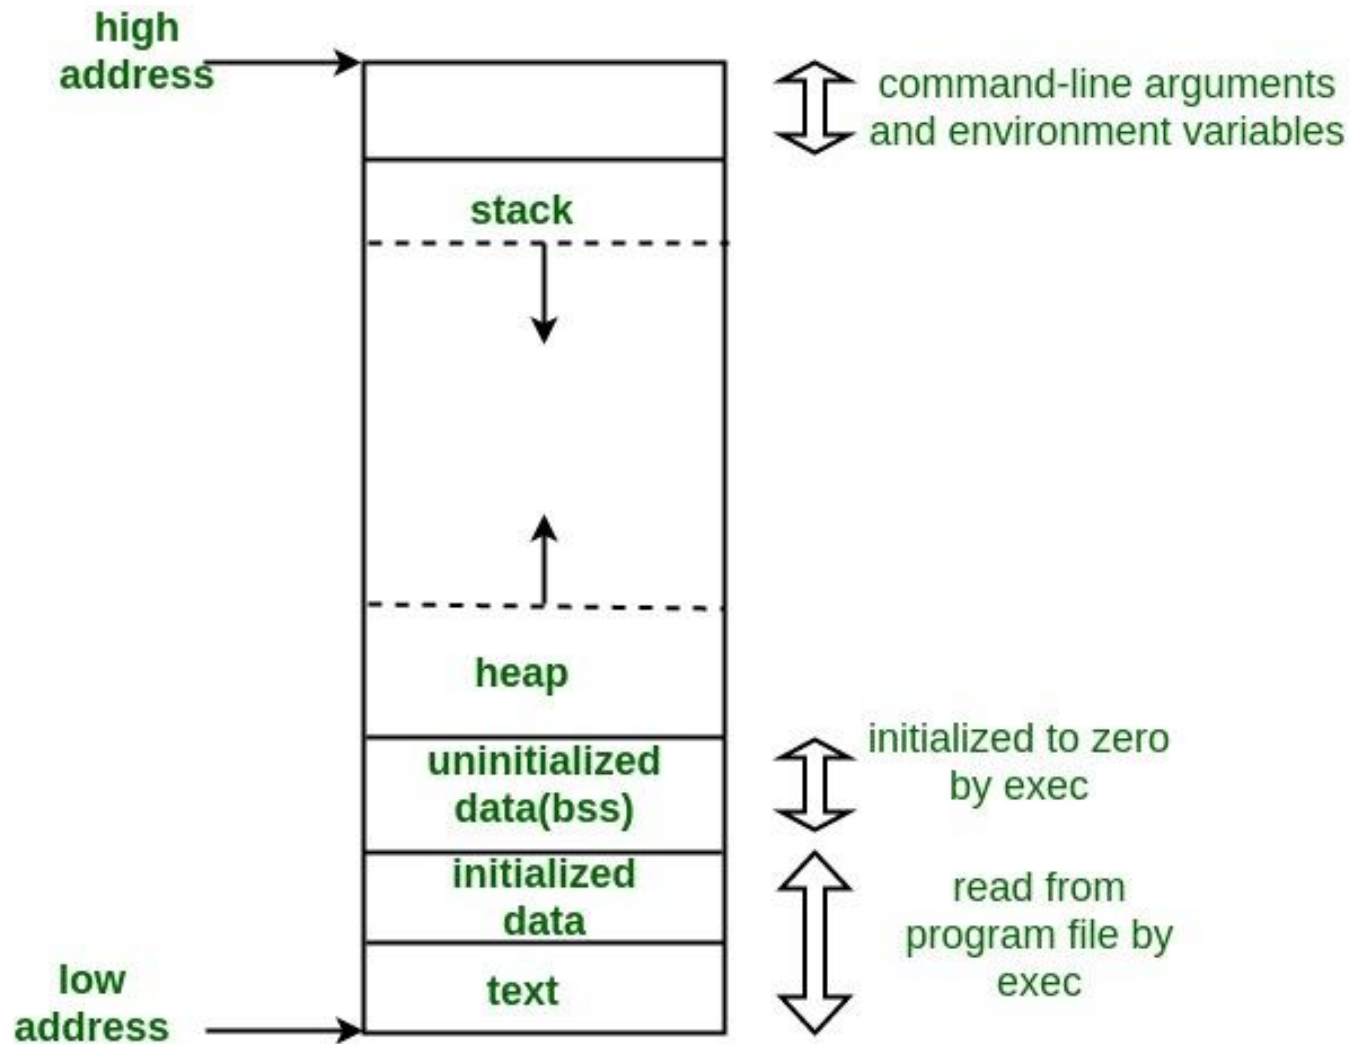 high
address
command-line arguments
and environment variables
stack
heap
uninitialized
data(bss)
initialized to zero
by exec
initialized
data
read from
program file by
exec
low
address
text